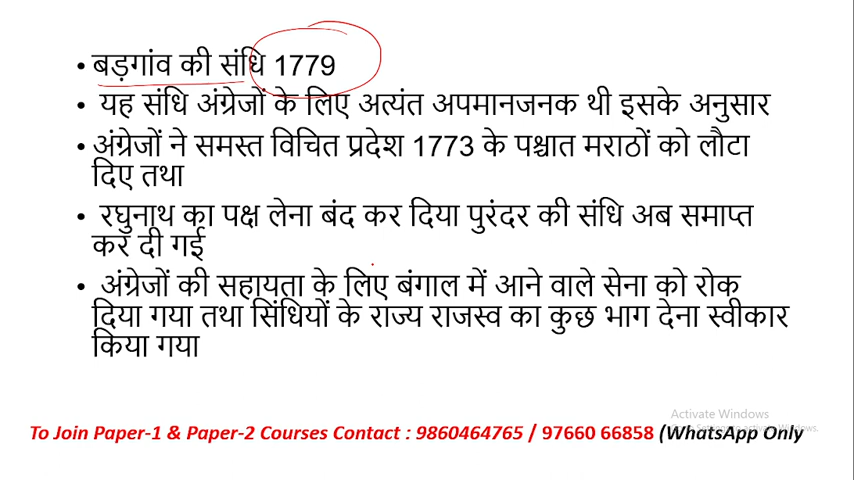 • बड़गांव की संधि 1779
• यह संधि अंग्रेजों के लिए अत्यंत अपमानजनक थी इसके अनुसार
• अंग्रेजों ने समस्त विचित प्रदेश 1773 के पश्चात मराठों को लौटा
दिए तथा
• रघुनाथ का पक्ष लेना बंद कर दिया पुरंदर की संधि अब समाप्त
कर दी गई
• अंग्रेजों की सहायता के लिए बंगाल में आने वाले सेना को रोक
दिया गया तथा सिंधियों के राज्य राजस्व का कुछ भाग देना स्वीकार
किया गया
Activate Windows
To Join Paper-1 & Paper-2 Courses Contact : 9860464765 / 97660 66858 (WhatsApp Only